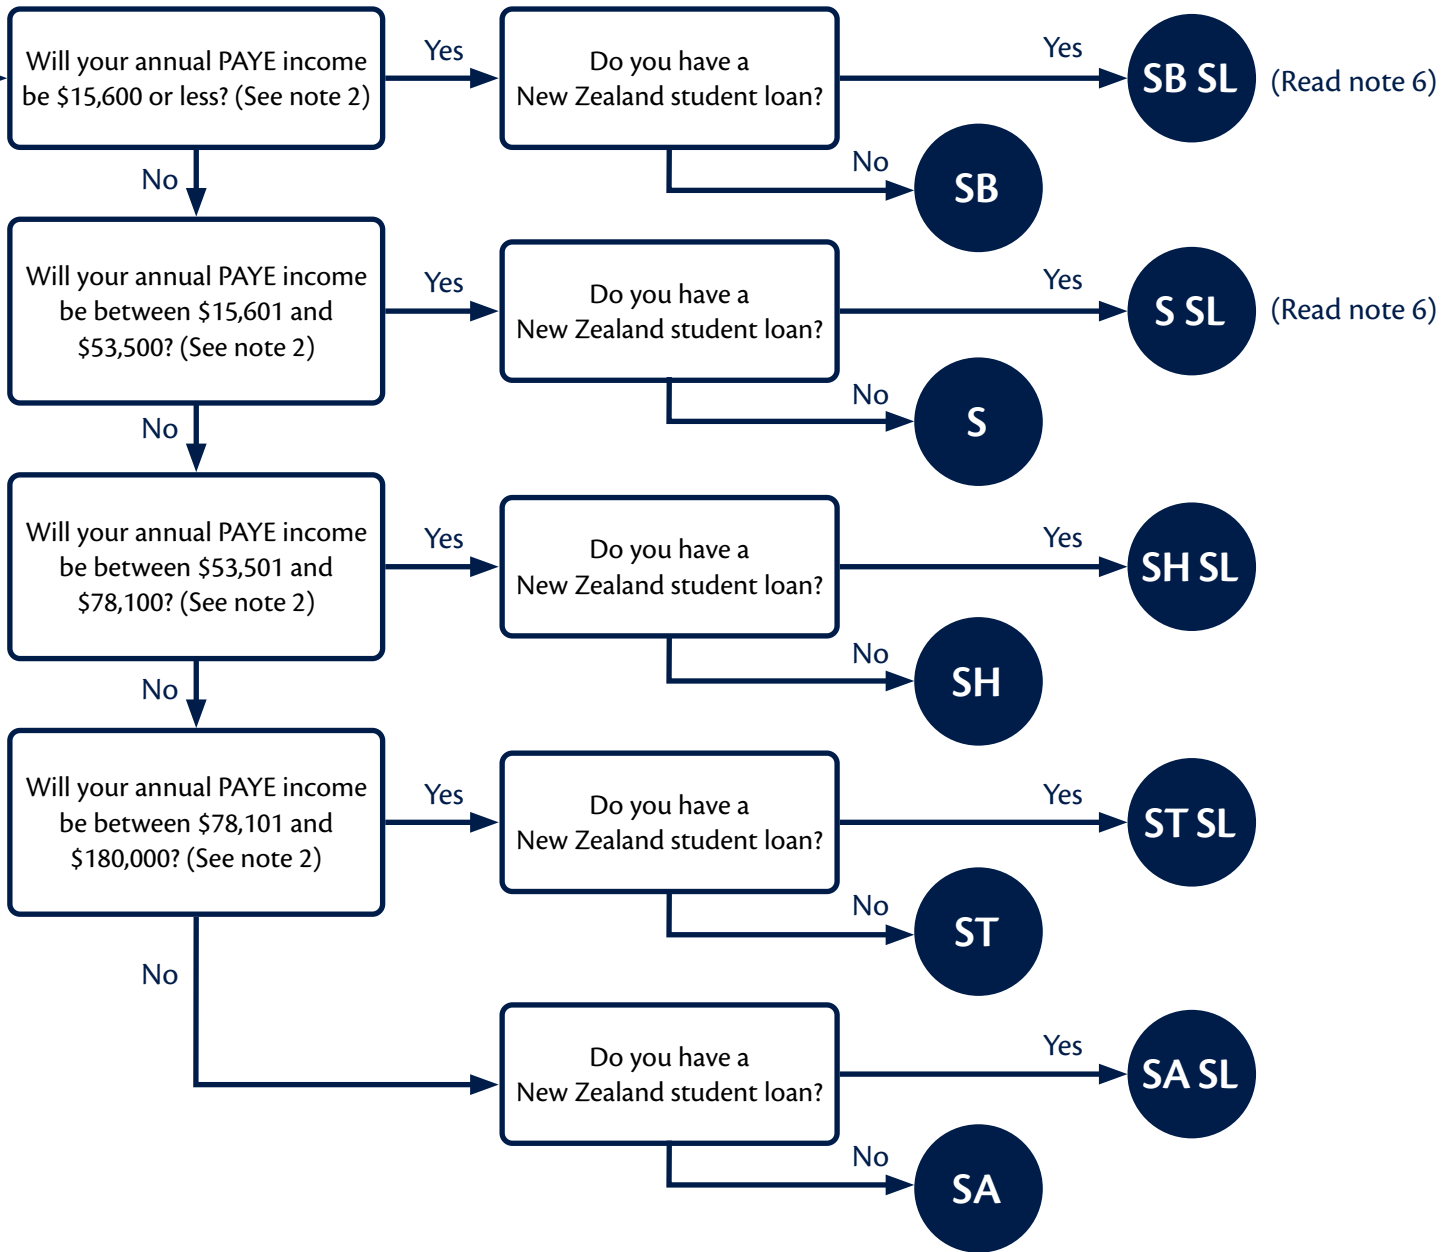 Will your annual PAYE income
be $15,600 or less? (See note 2)
Yes
Do you have a
New Zealand student loan?
Yes
SB SL
(Read note 6)
No
SB
No
Will your annual PAYE income
be between $15,601 and
$53,500? (See note 2)
Yes
Do you have a
New Zealand student loan?
Yes
S SL
(Read note 6)
No
S
No
Will your annual PAYE income
be between $53,501 and
$78,100? (See note 2)
Yes
Do you have a
New Zealand student loan?
Yes
SH SL
No
SH
No
Will your annual PAYE income
be between $78,101 and
$180,000? (See note 2)
Yes
Do you have a
New Zealand student loan?
Yes
ST SL
No
ST
No
Do you have a
New Zealand student loan?
Yes
SA SL
No
SA